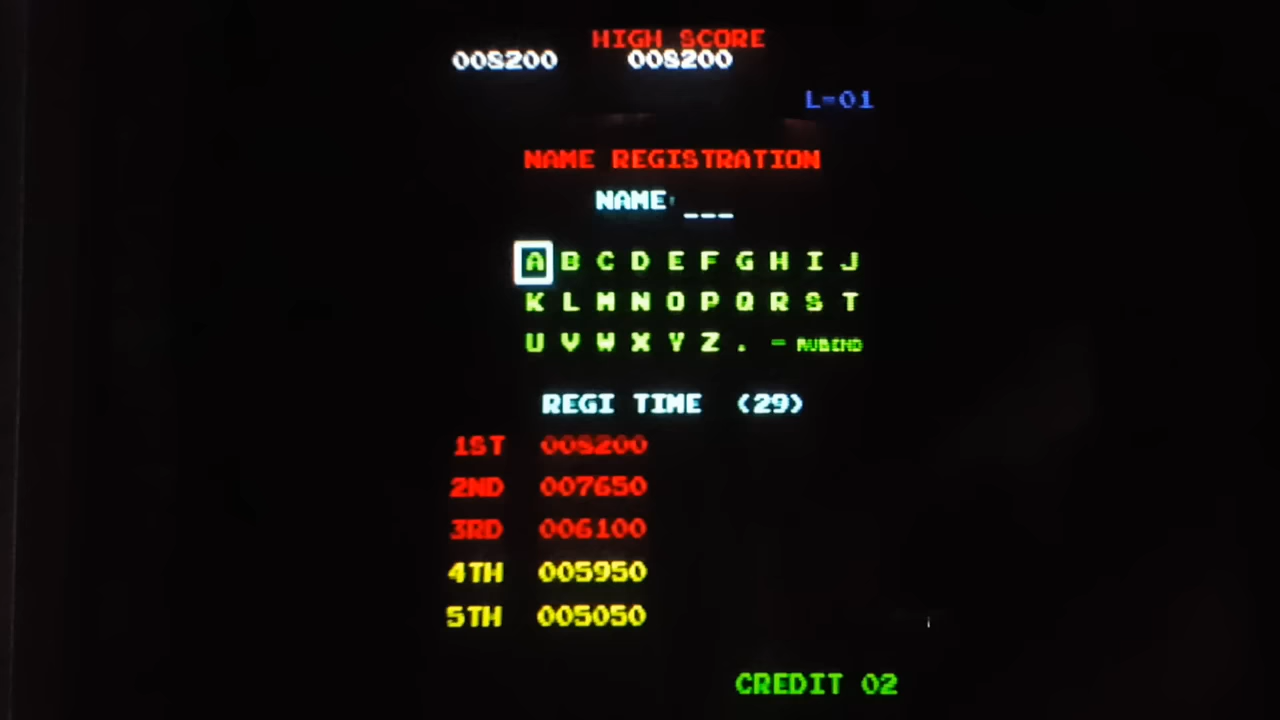 HIGH SCORE
008200 008200
L=01
NAME REGISTRATION
NAME: ___
A B C D E F G H I J
K L M N O P Q R S T
U V W X Y Z . -
REGI TIME (29)
1ST 008200
2ND 007650
3RD 006100
4TH 005950
5TH 005050
CREDIT 02